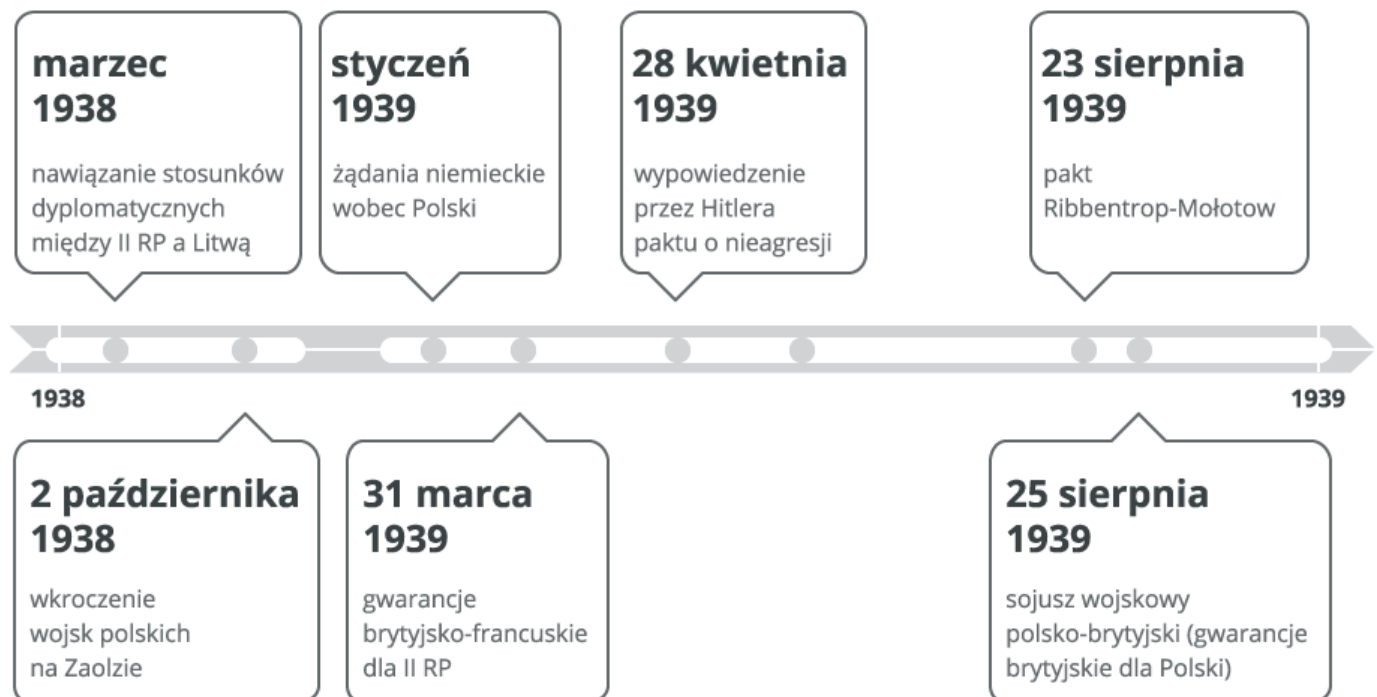 marzec
1938
nawiązanie stosunków
dyplomatycznych
między II RP a Litwą
styczeń
1939
żądania niemieckie
wobec Polski
28 kwietnia
1939
wypowiedzenie
przez Hitlera
paktu o nieagresji
23 sierpnia
1939
pakt
Ribbentrop-Mołotow
1938
1939
2 października
1938
wkroczenie
wojsk polskich
na Zaolzie
31 marca
1939
gwarancje
brytyjsko-francuskie
dla II RP
25 sierpnia
1939
sojusz wojskowy
polsko-brytyjski (gwarancje
brytyjskie dla Polski)